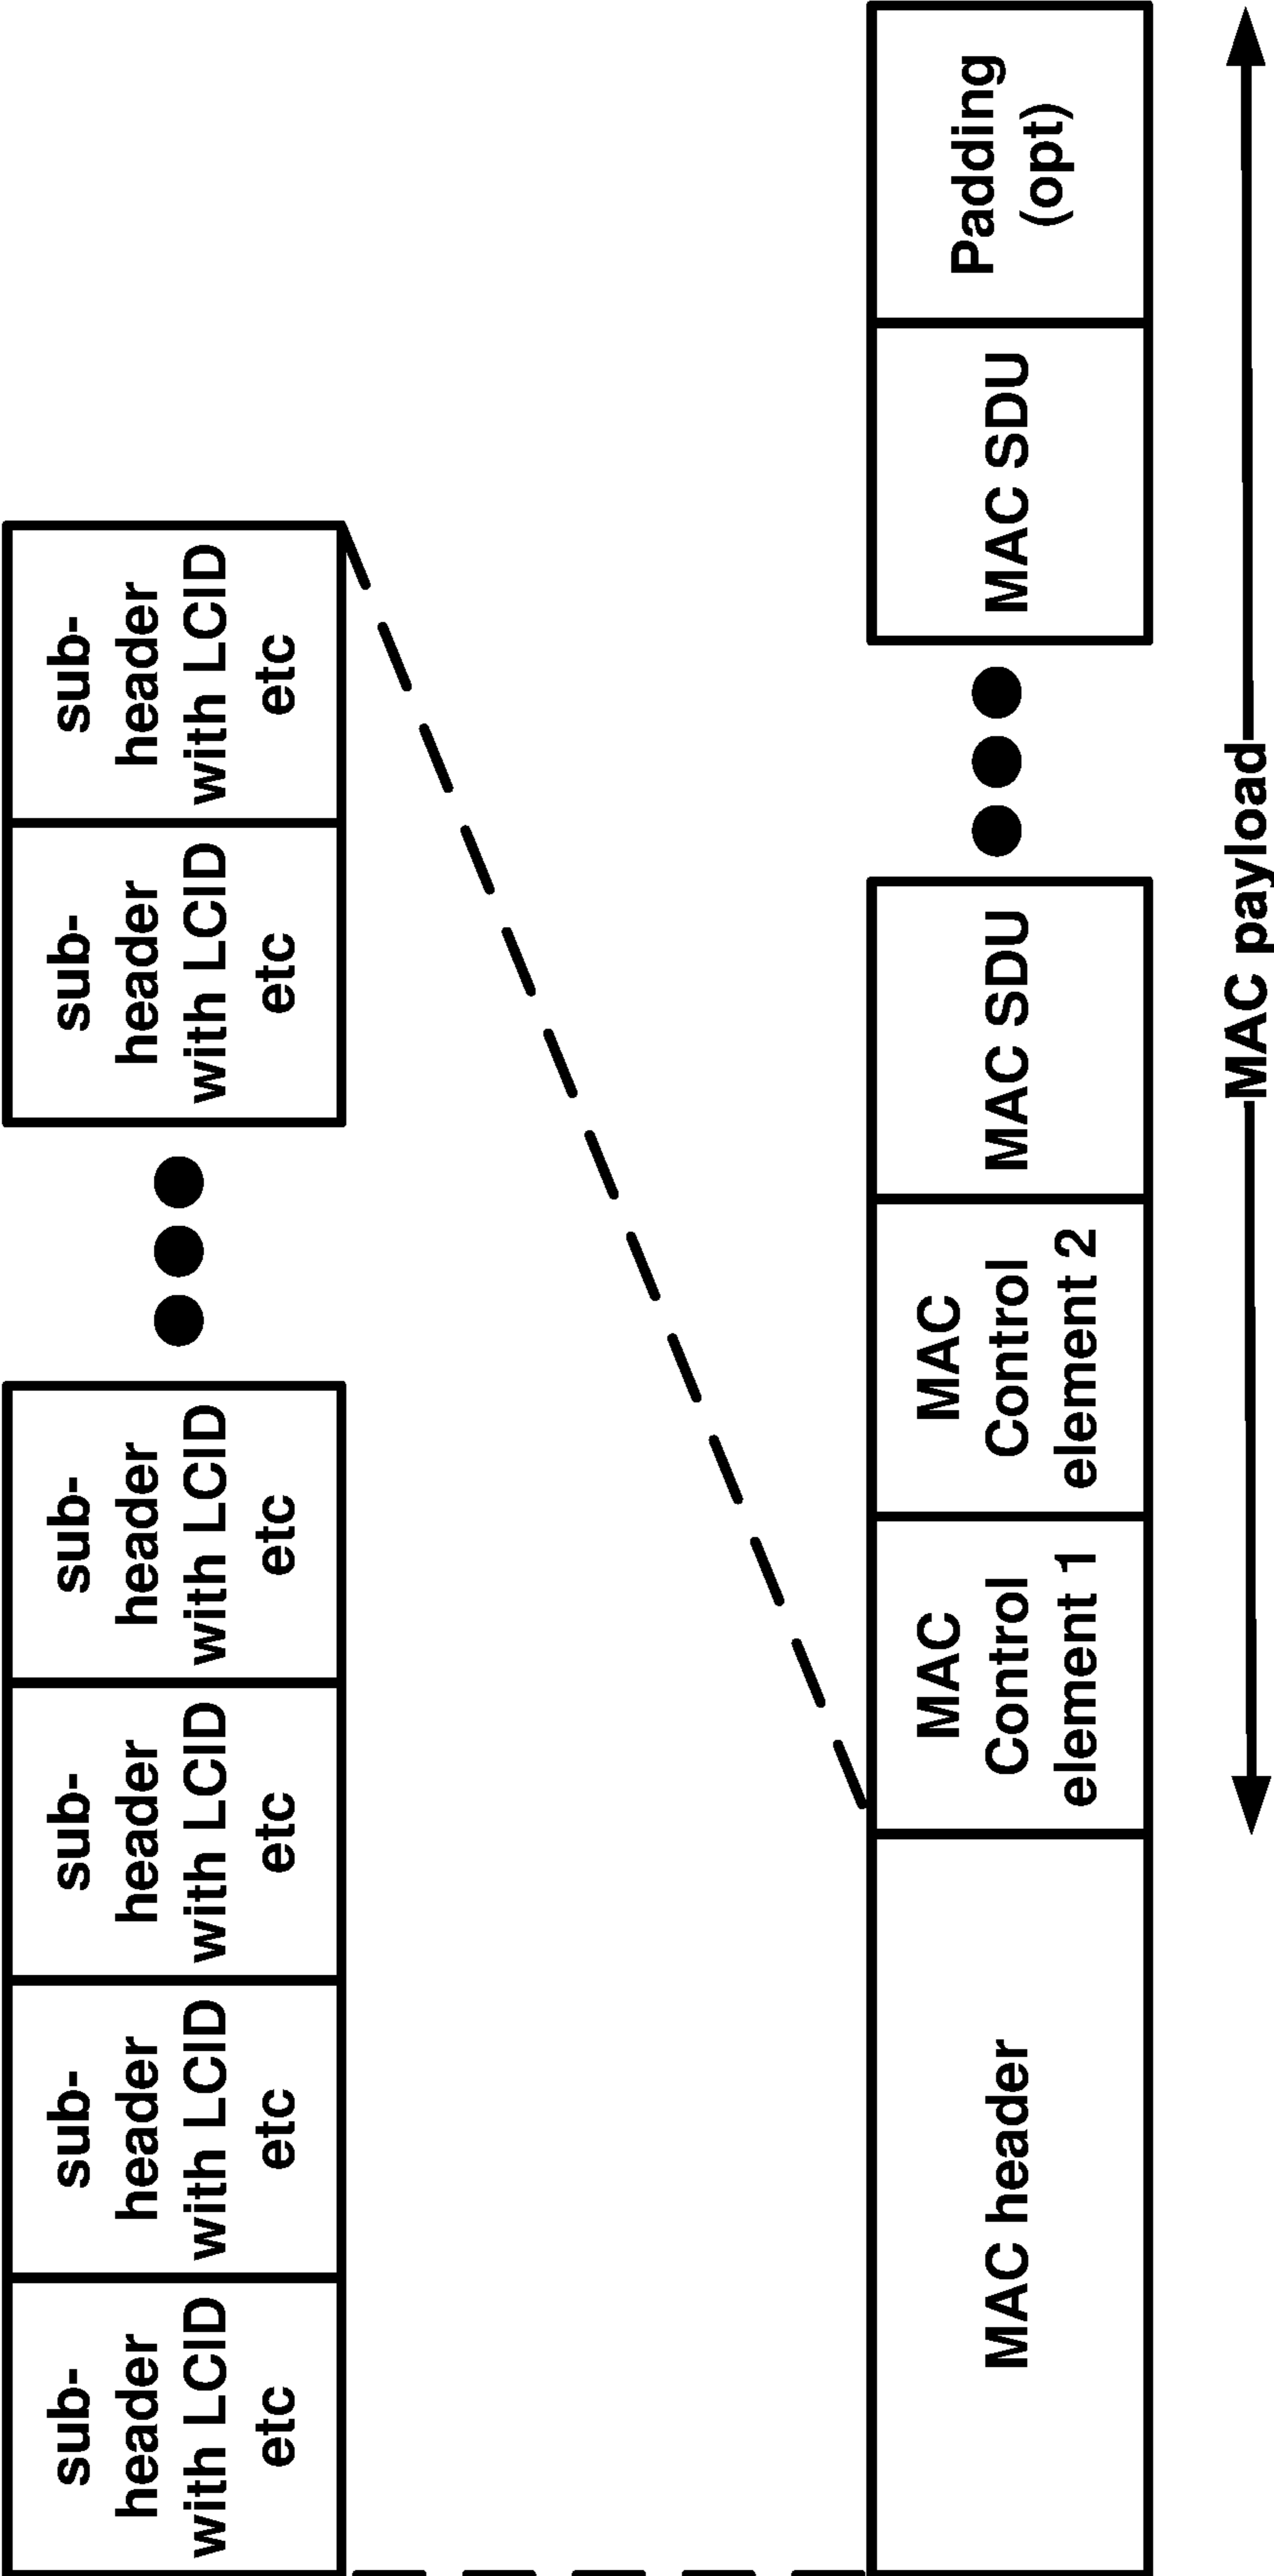 sub-
header
with LCID
etc
sub-
header
with LCID
etc
sub-
header
with LCID
etc
sub-
header
with LCID
etc
sub-
header
with LCID
etc
sub-
header
with LCID
etc
MAC header
MAC
Control
element 1
MAC
Control
element 2
MAC SDU
MAC SDU
Padding
(opt)
MAC payload